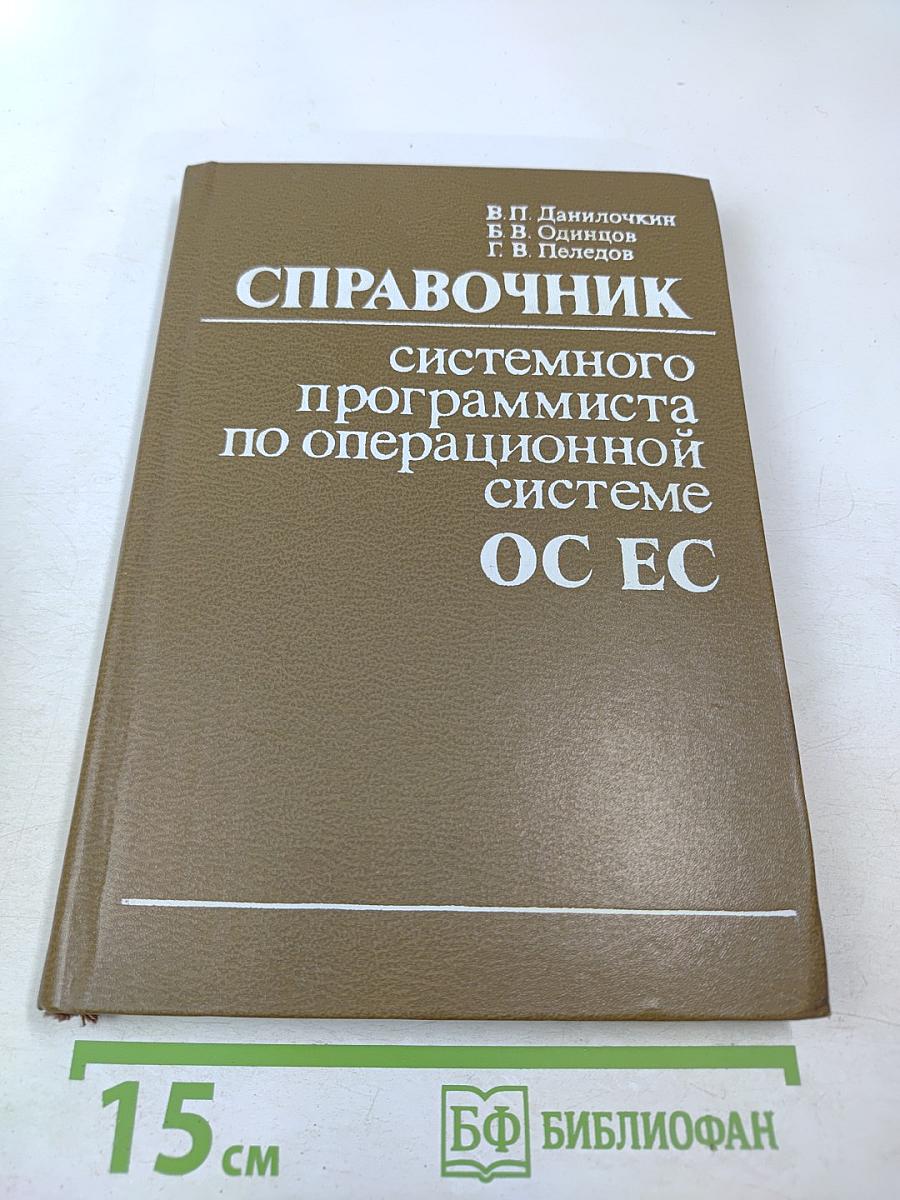 В. П. Данилочкин
Б. В. Одинцов
Г. В. Пеледов
СПРАВОЧНИК
системного
программиста
по операционной
системе
ОС ЕС
15 см
БФ БИБЛИОФАН